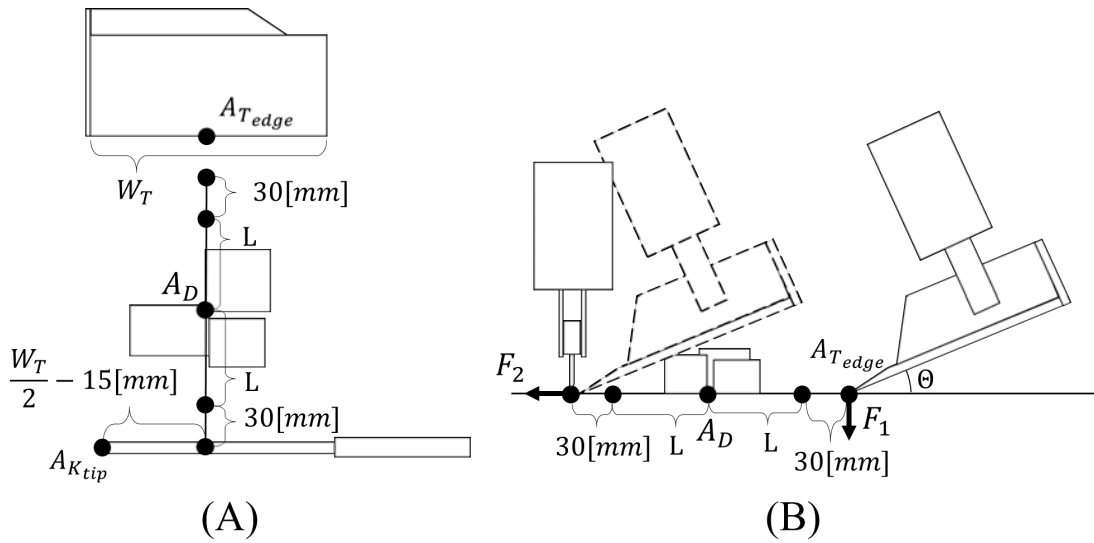 A_{T_{edge}}
W_T
30[mm]
L
A_D
\frac{W_T}{2} - 15[mm]
L
30[mm]
A_{K_{tip}}
(A)
A_{T_{edge}}
Θ
F_2
F_1
30[mm]
L
A_D
L
30[mm]
(B)